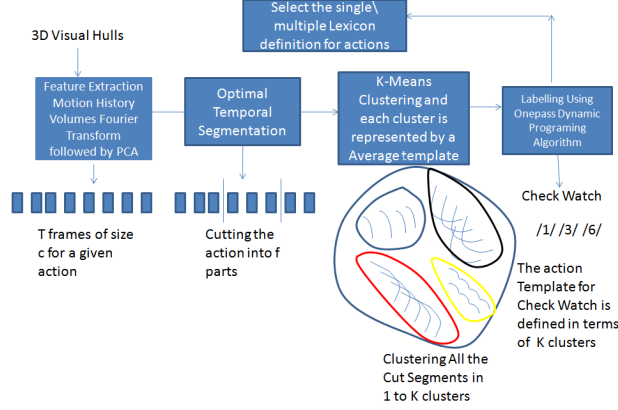 Select the single\
multiple Lexicon
definition for actions
3D Visual Hulls
Feature Extraction
Motion History
Volumes Fourier
Transform
followed by PCA
Optimal
Temporal
Segmentation
K-Means
Clustering and
each cluster is
represented by a
Average template
Labelling Using
Onepass Dynamic
Programing
Algorithm
T frames of size
c for a given
action
Cutting the
action into f
parts
Clustering All the
Cut Segments in
1 to K clusters
Check Watch
/1/ /3/ /6/
The action
Template for
Check Watch is
defined in terms
of K clusters